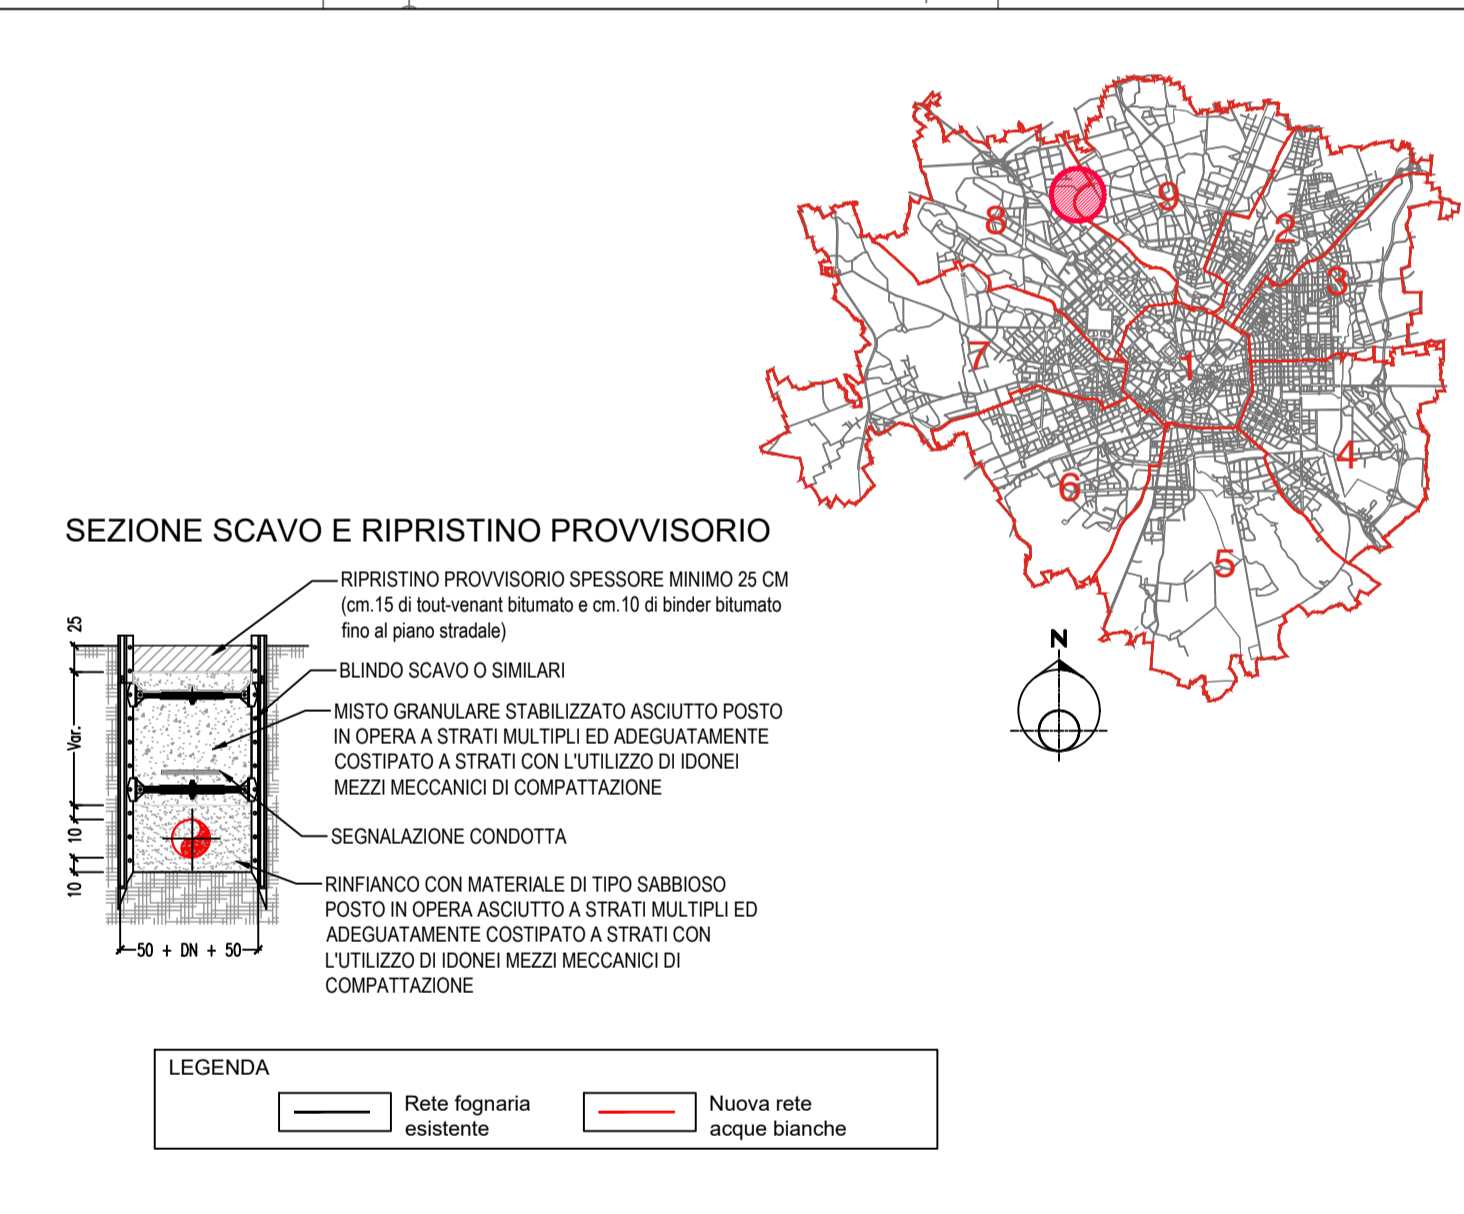 8
9
2
3
7
1
4
6
5
N
SEZIONE SCAVO E RIPRISTINO PROVVISORIO
RIPRISTINO PROVVISORIO SPESSORE MINIMO 25 CM
(cm.15 di tout-venant bitumato e cm.10 di binder bitumato
fino al piano stradale)
BLINDO SCAVO O SIMILARI
MISTO GRANULARE STABILIZZATO ASCIUTTO POSTO
IN OPERA A STRATI MULTIPLI ED ADEGUATAMENTE
COSTIPATO A STRATI CON L'UTILIZZO DI IDONEI
MEZZI MECCANICI DI COMPATTAZIONE
SEGNALAZIONE CONDOTTA
RINFIANCO CON MATERIALE DI TIPO SABBIOSO
POSTO IN OPERA ASCIUTTO A STRATI MULTIPLI ED
ADEGUATAMENTE COSTIPATO A STRATI CON
L'UTILIZZO DI IDONEI MEZZI MECCANICI DI
COMPATTAZIONE
25
Var.
10
10
50 + DN + 50
LEGENDA
Rete fognaria
esistente
Nuova rete
acque bianche